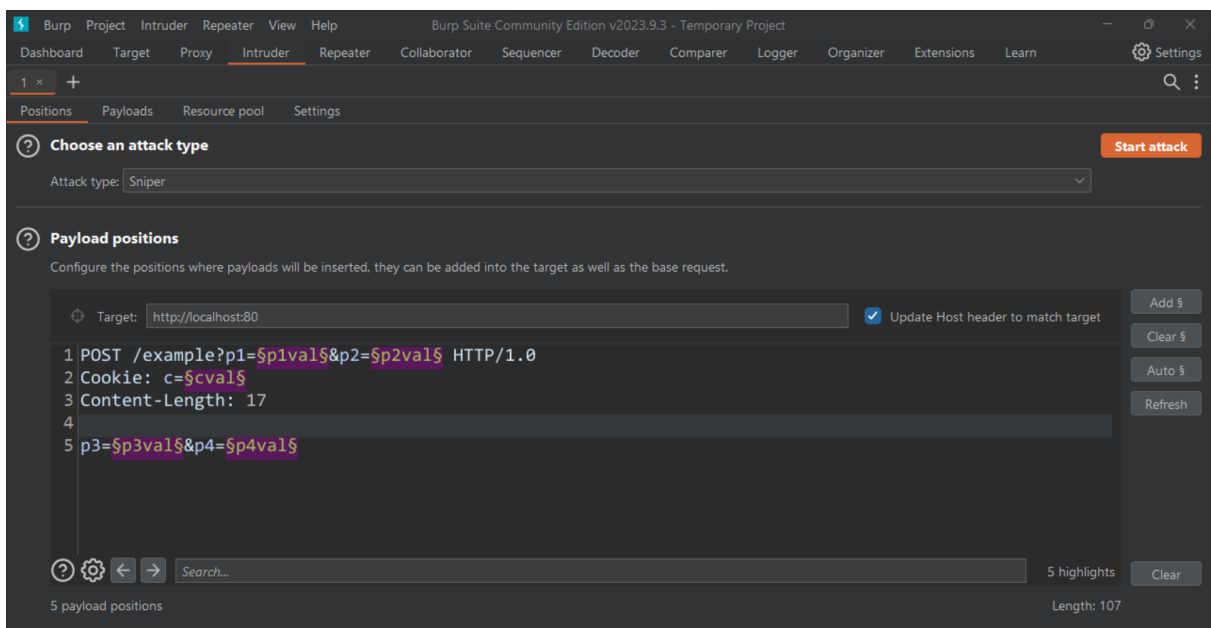 Burp Project Intruder Repeater View Help Burp Suite Community Edition v2023.9.3 - Temporary Project
Dashboard Target Proxy Intruder Repeater Collaborator Sequencer Decoder Comparer Logger Organizer Extensions Learn Settings
1 × +
Positions Payloads Resource pool Settings
? Choose an attack type Start attack
Attack type: Sniper
? Payload positions
Configure the positions where payloads will be inserted, they can be added into the target as well as the base request.
Add §
Target: http://localhost:80 Update Host header to match target
Clear §
1 POST /example?p1=§p1val§&p2=§p2val§ HTTP/1.0
2 Cookie: c=§cval§ Auto §
3 Content-Length: 17 Refresh
4
5 p3=§p3val§&p4=§p4val§
? Search... 5 highlights Clear
5 payload positions Length: 107